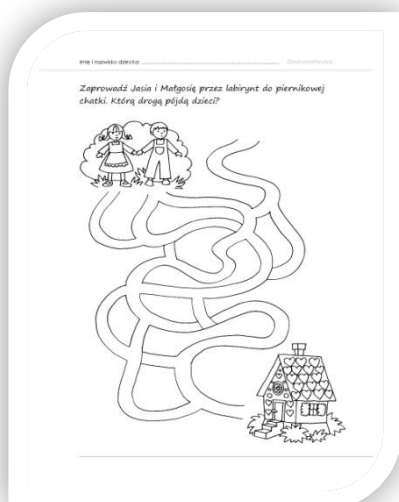 Imię i nazwisko dziecka:
Zaprowadź Jasia i Małgosię przez labirynt do piernikowej
chatki. Którą drogą pójdą dzieci?